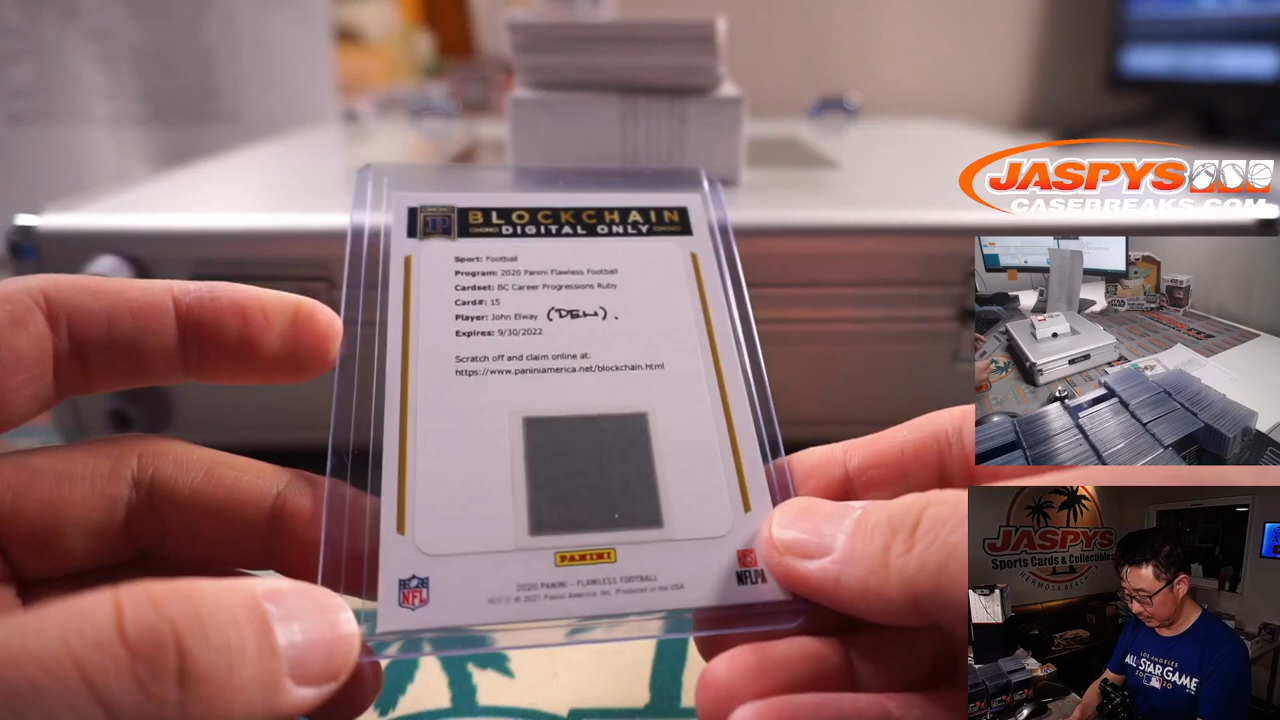 1P BLOCKCHAIN
DIGITAL ONLY
Sport: Football
Program: 2020 Panini Flawless Football
Cardset: BC Career Progressions Ruby
Card#: 15
Player: John Elway (DEN).
Expires: 9/30/2022
Scratch off and claim online at:
https://www.paniniamerica.net/blockchain.html
PANINI
NFL
NFLPA
2020 PANINI - FLAWLESS FOOTBALL
© 2021 Panini America, Inc. Produced in the USA.
JASPYS
CASEBREAKS.COM
JASPYS
Sports Cards & Collectibles
HERMOSA BEACH
LOS ANGELES
ALL-STAR GAME
2020